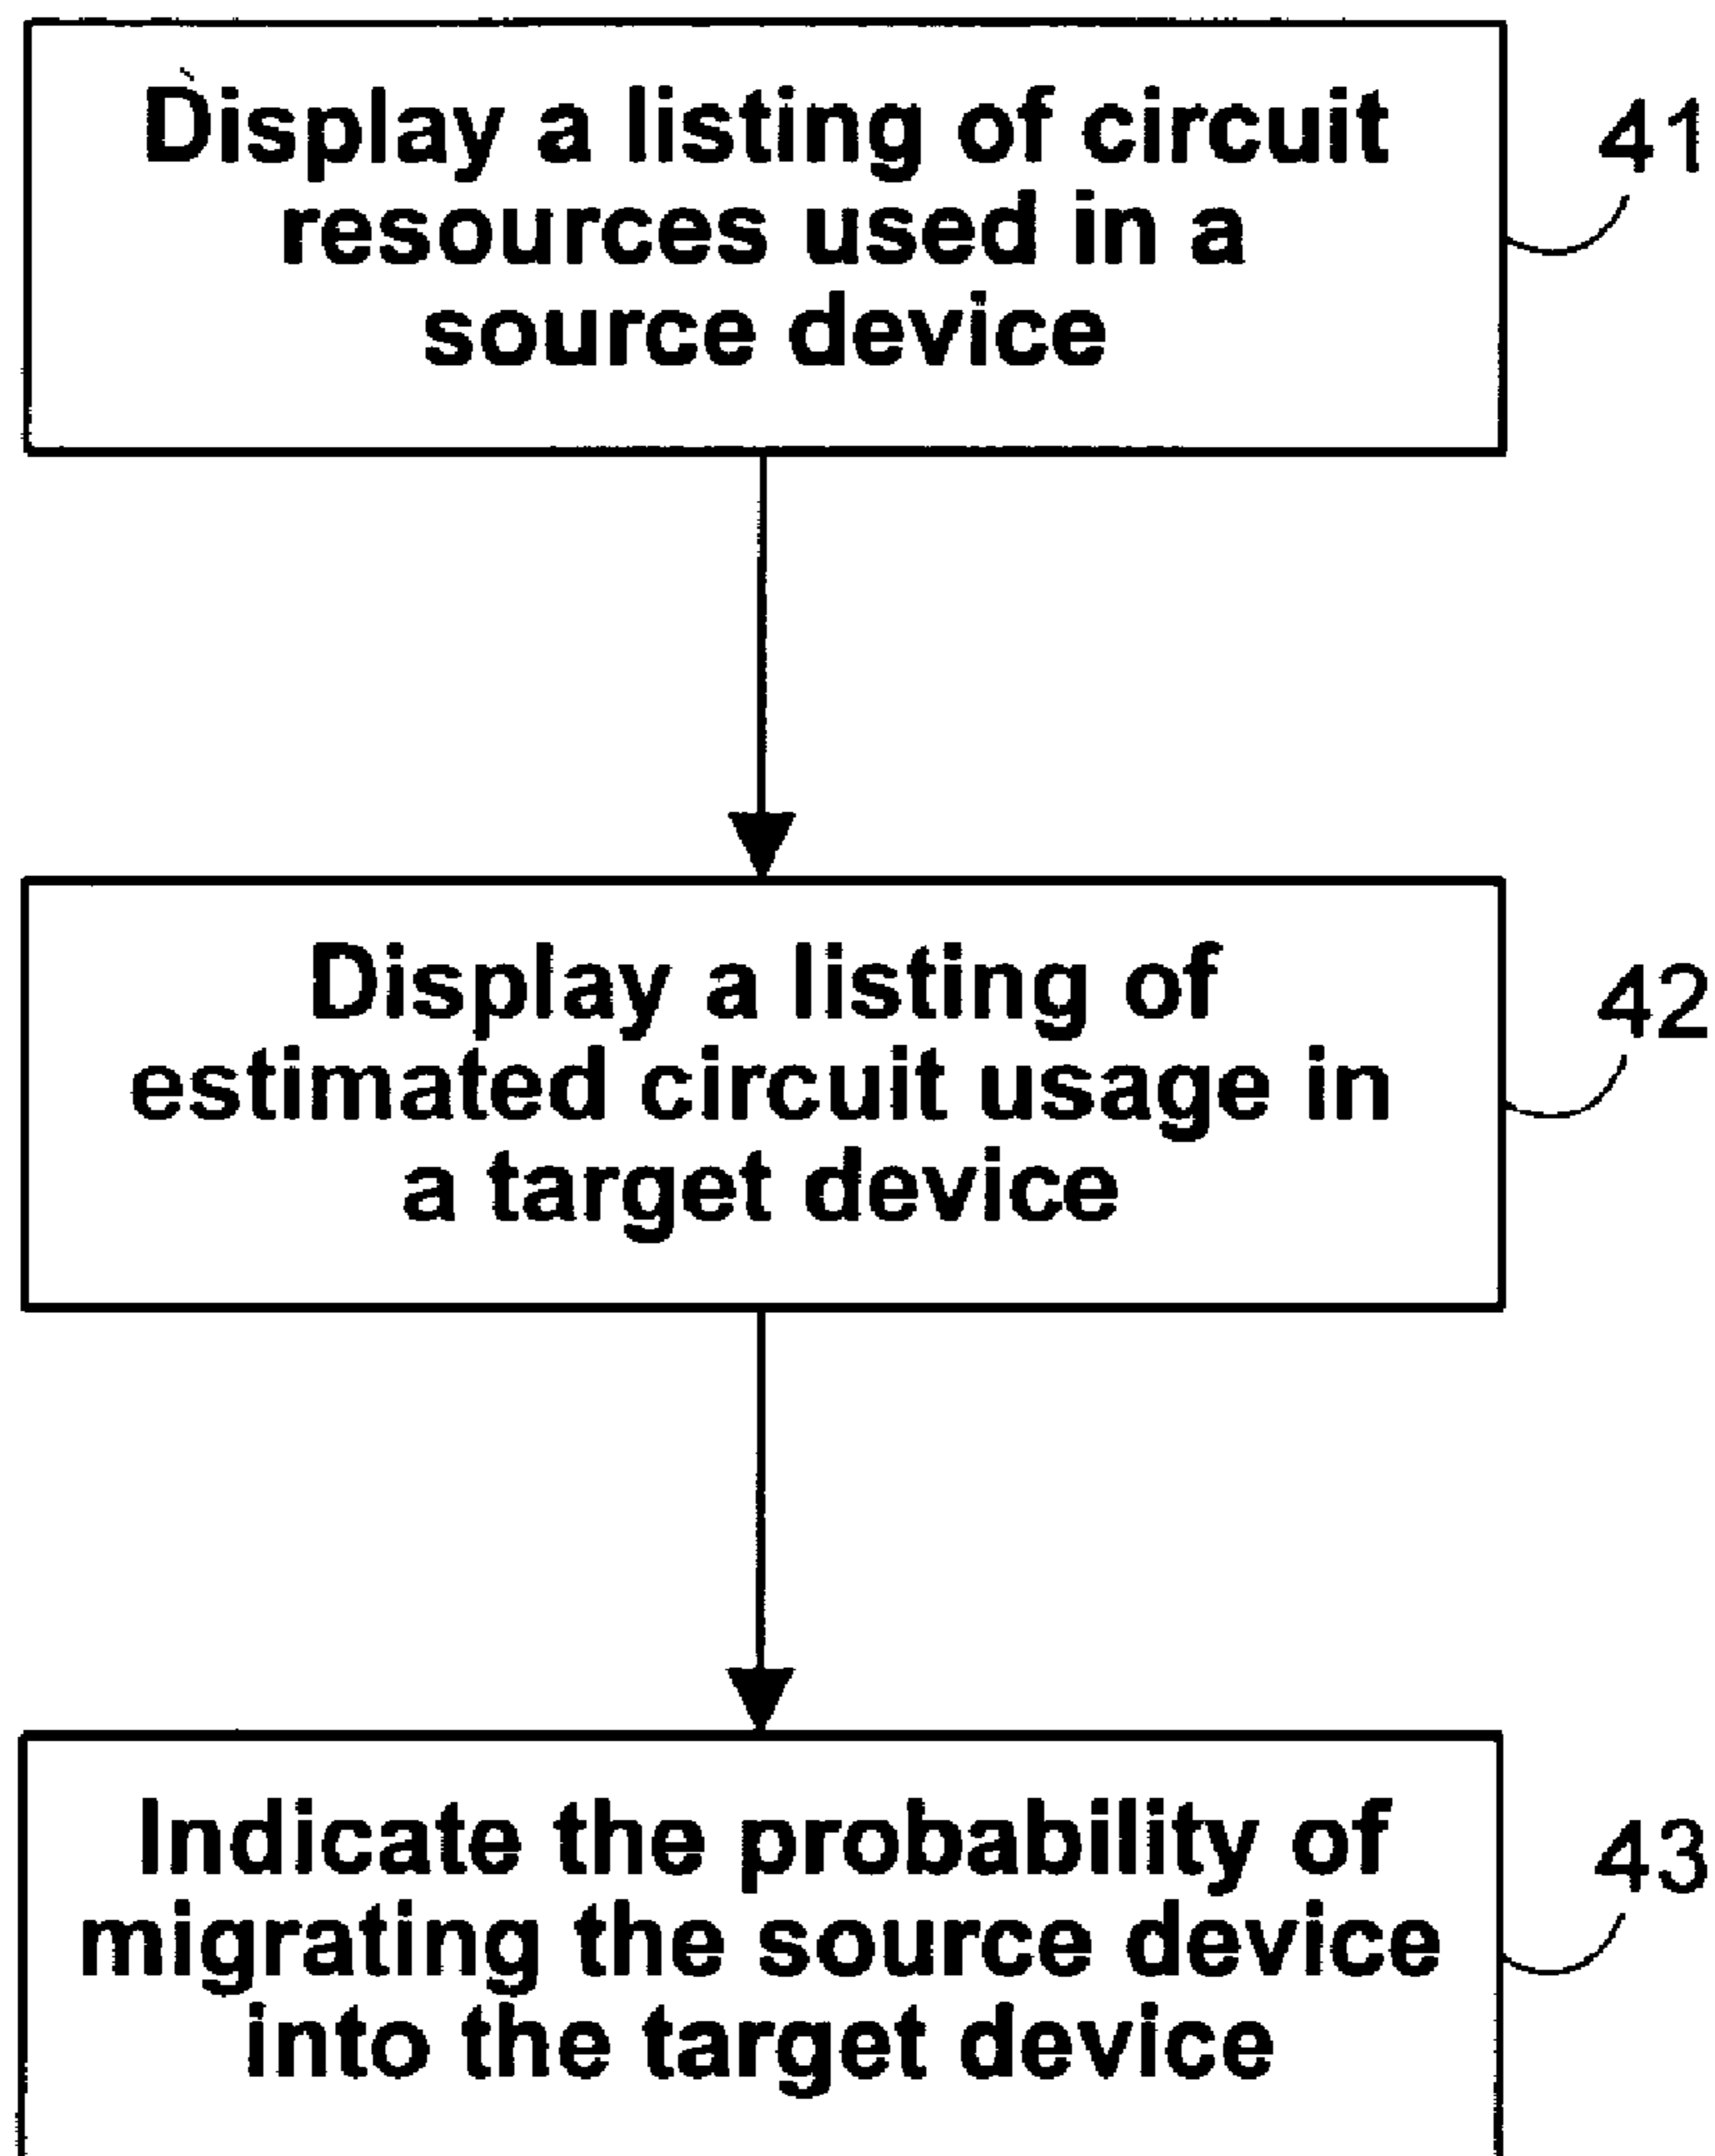 Display a listing of circuit
resources used in a
source device
41
Display a listing of
estimated circuit usage in
a target device
42
Indicate the probability of
migrating the source device
into the target device
43